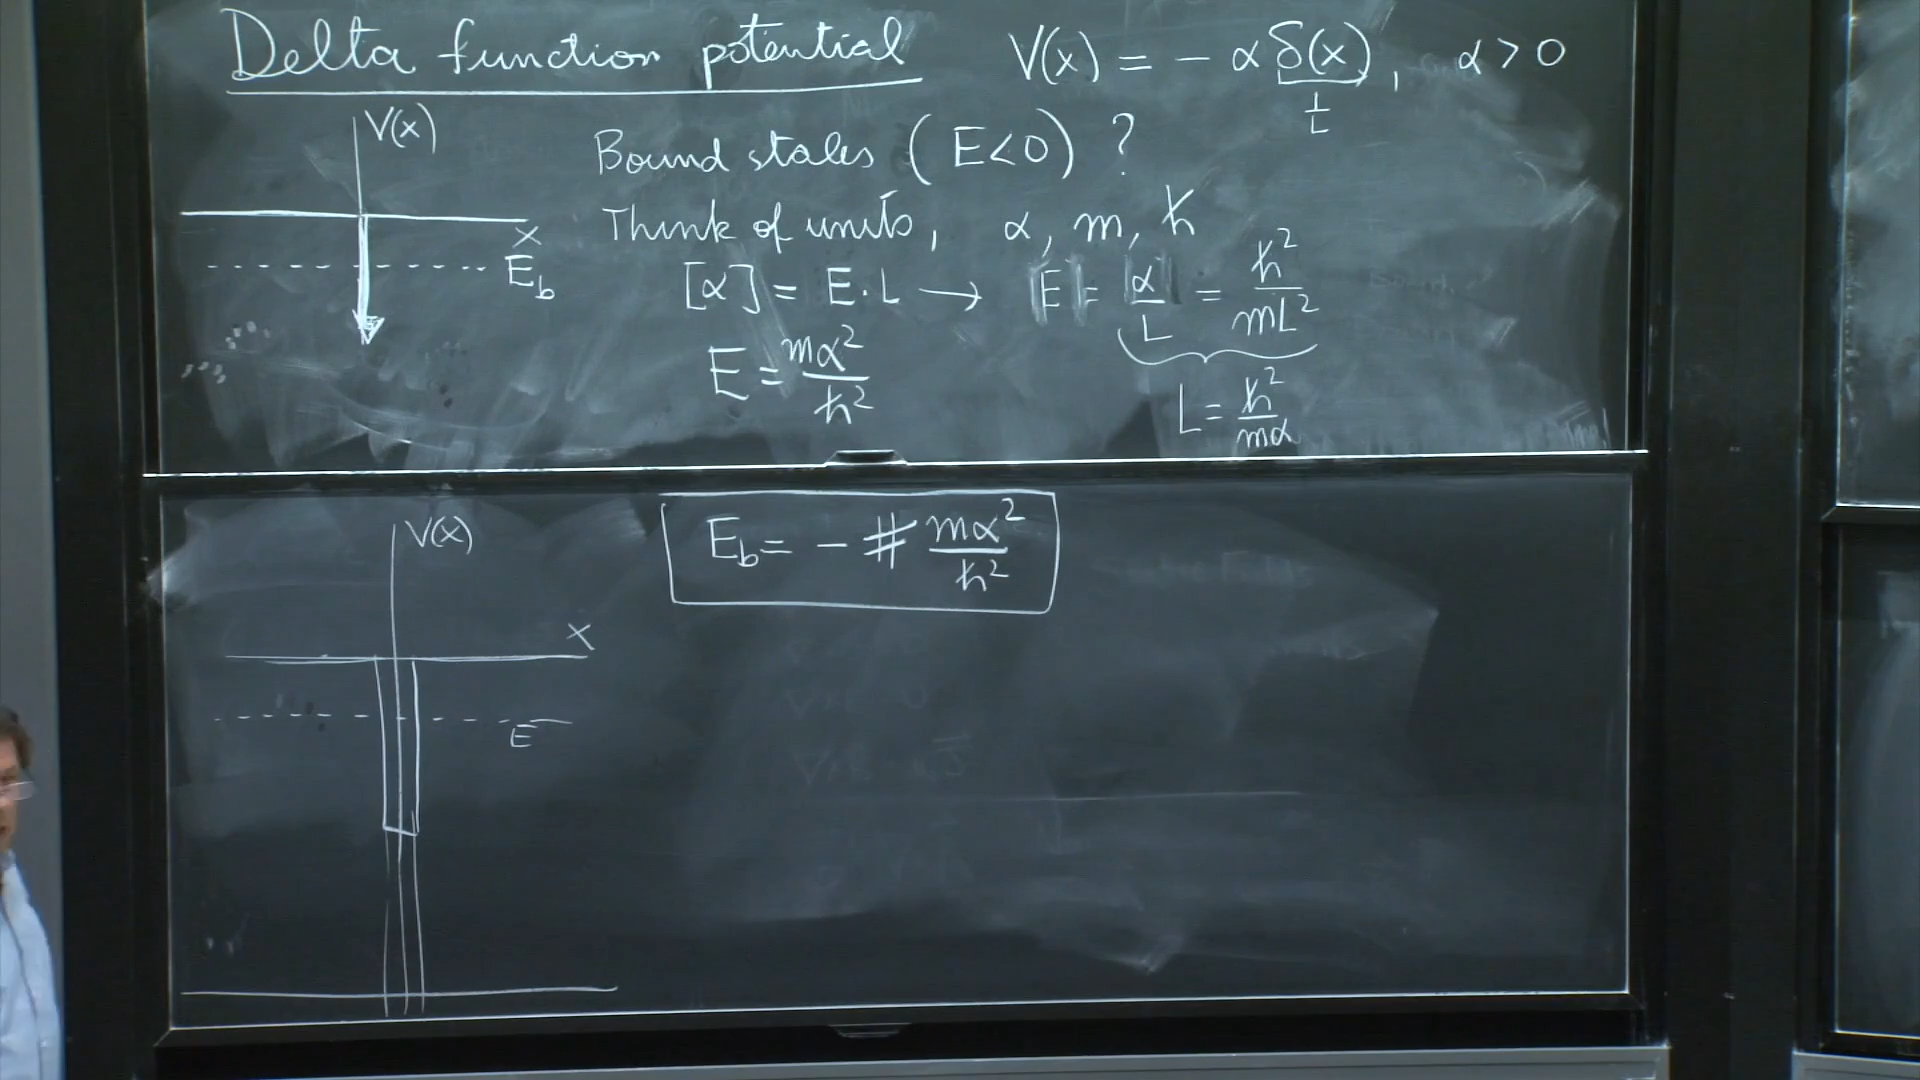 Delta function potential V(x) = - α δ(x), α > 0
1/L
V(x)
Bound states (E<0) ?
Think of units, α, m, ħ
x
E_b
[α] = E·L → E = α/L = ħ²/mL²
E = mα²/ħ²
L = ħ²/mα
V(x)
E_b = - # mα²/ħ²
x
E